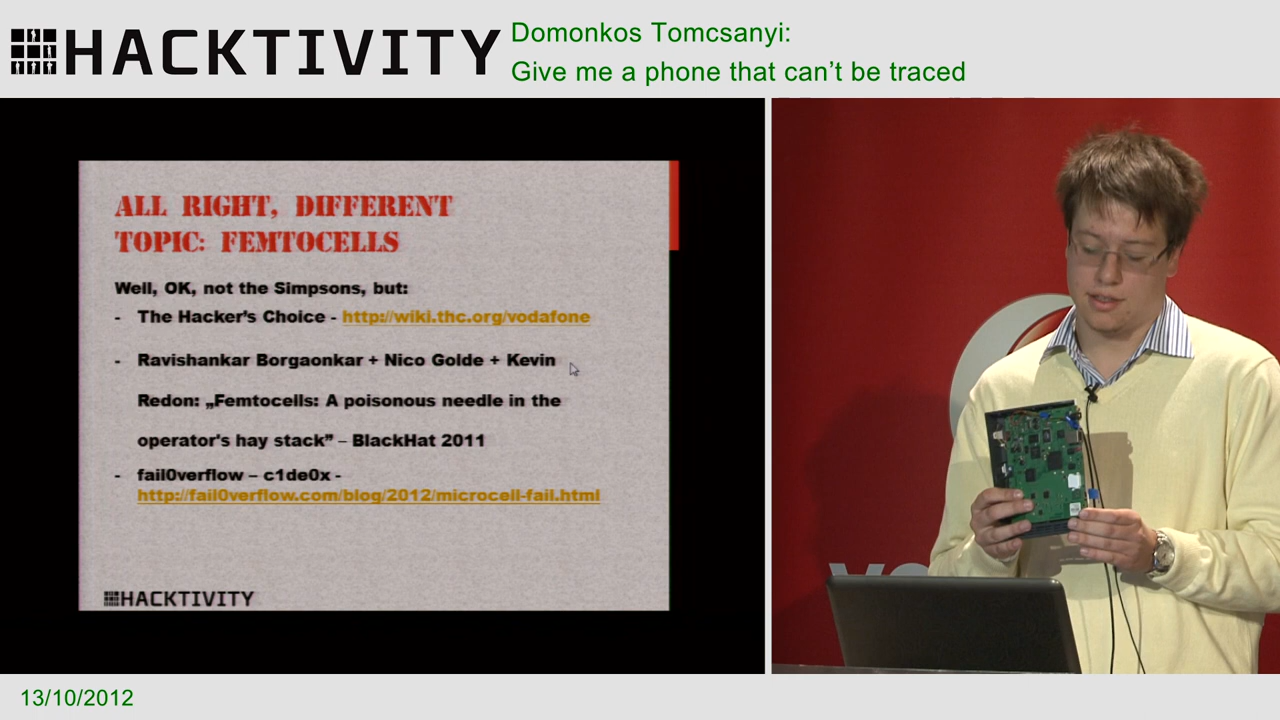 HACKTIVITY
Domonkos Tomcsanyi:
Give me a phone that can't be traced
ALL RIGHT, DIFFERENT
TOPIC: FEMTOCELLS
Well, OK, not the Simpsons, but:
- The Hacker's Choice - http://wiki.thc.org/vodafone
- Ravishankar Borgaonkar + Nico Golde + Kevin
Redon: „Femtocells: A poisonous needle in the
operator's hay stack” – BlackHat 2011
- fail0verflow – c1de0x -
http://fail0verflow.com/blog/2012/microcell-fail.html
HACKTIVITY
13/10/2012